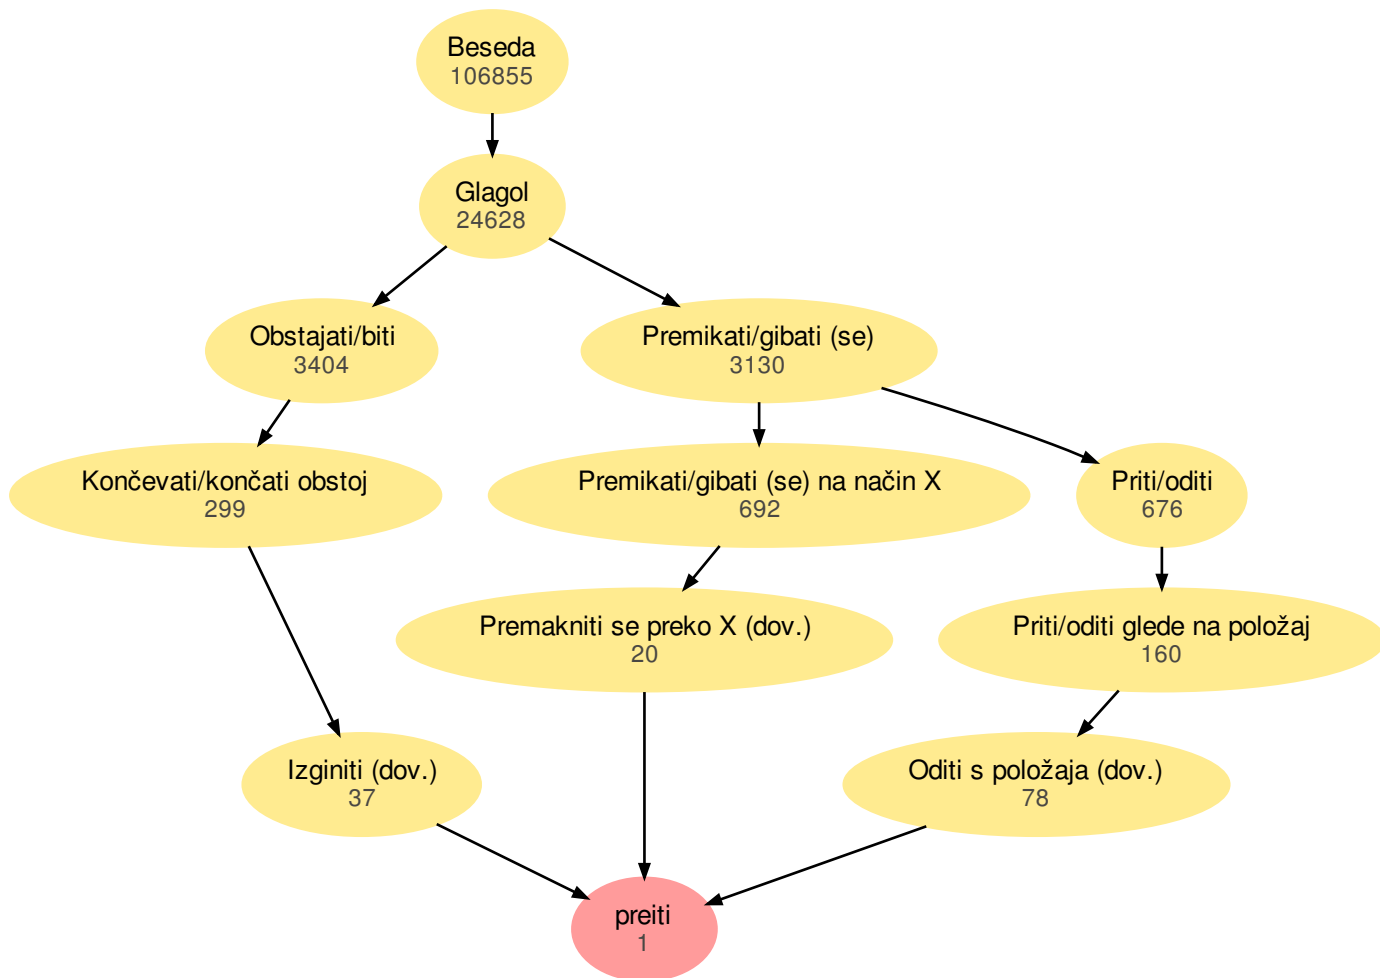 Beseda
106855
Glagol
24628
Obstajati/biti
3404
Premikati/gibati (se)
3130
Končevati/končati obstoj
299
Premikati/gibati (se) na način X
692
Priti/oditi
676
Premakniti se preko X (dov.)
20
Priti/oditi glede na položaj
160
Izginiti (dov.)
37
Oditi s položaja (dov.)
78
preiti
1